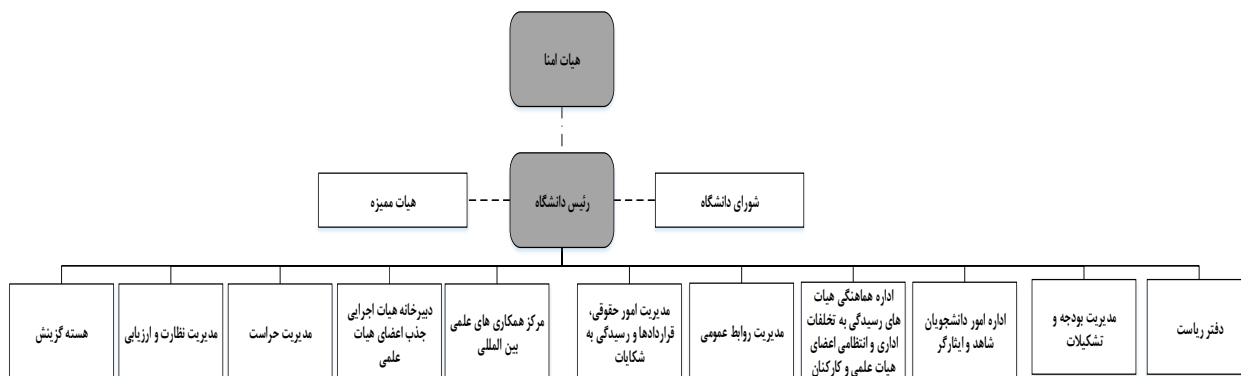 هیات امنا
رئیس دانشگاه
شورای دانشگاه
هیات ممیزه
دفتر ریاست
مدیریت بودجه و
تشکیلات
اداره امور دانشجویان
شاهد و ایثارگر
اداره هماهنگی هیات
های رسیدگی به تخلفات
اداری و انتظامی اعضای
هیات علمی و کارکنان
مدیریت روابط عمومی
مدیریت امور حقوقی،
قراردادها و رسیدگی به
شکایات
مرکز همکاری های علمی
بین المللی
دبیرخانه هیات اجرایی
جذب اعضای هیات
علمی
مدیریت حراست
مدیریت نظارت و ارزیابی
هسته گزینش